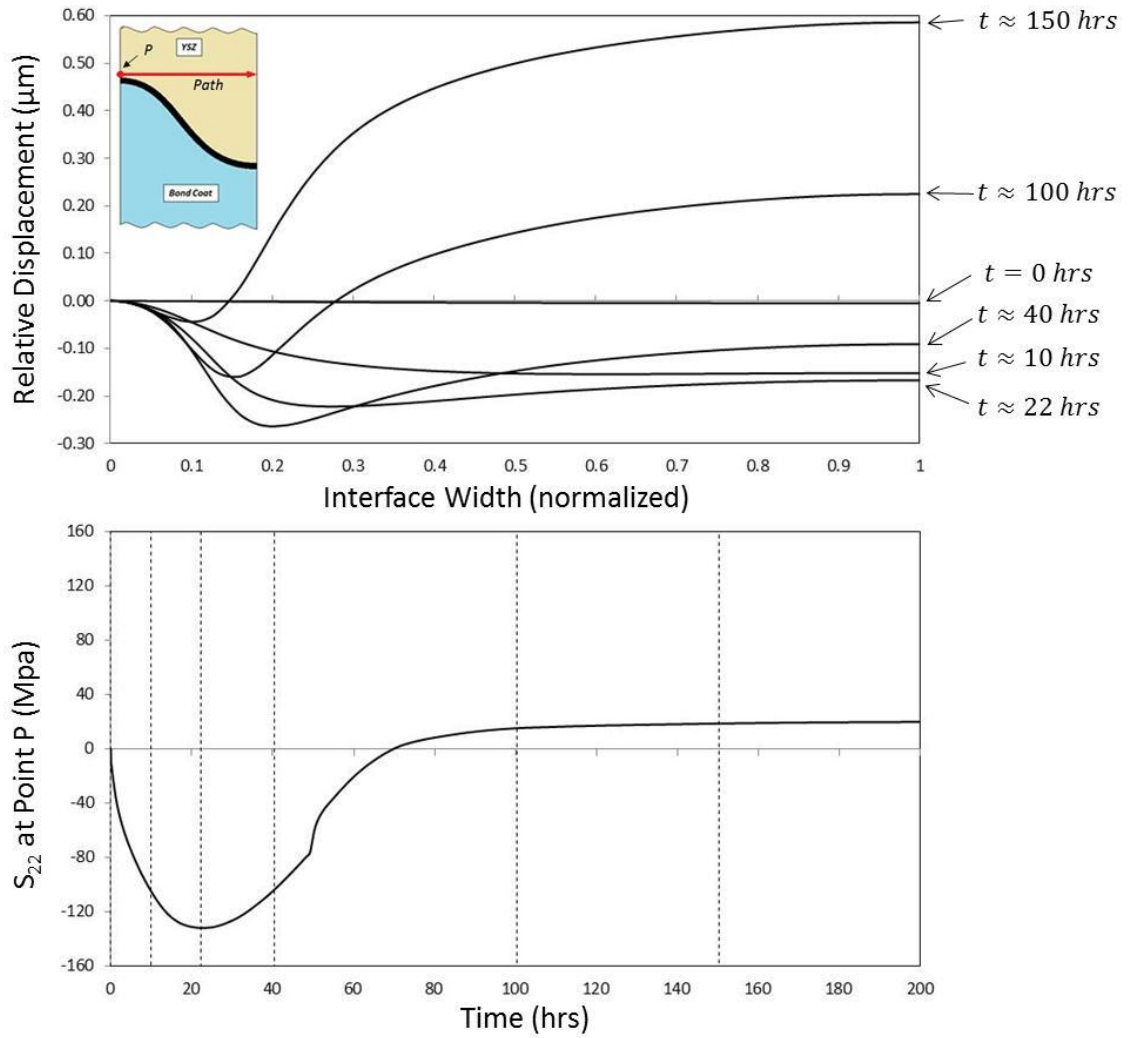 0.60
0.50
0.40
0.30
0.20
0.10
0.00
-0.10
-0.20
-0.30
Relative Displacement (µm)
YSZ
P
Path
Bond Coat
t ≈ 150 hrs
t ≈ 100 hrs
t = 0 hrs
t ≈ 40 hrs
t ≈ 10 hrs
t ≈ 22 hrs
0 0.1 0.2 0.3 0.4 0.5 0.6 0.7 0.8 0.9 1
Interface Width (normalized)
160
120
80
40
0
-40
-80
-120
-160
S22 at Point P (Mpa)
0 20 40 60 80 100 120 140 160 180 200
Time (hrs)